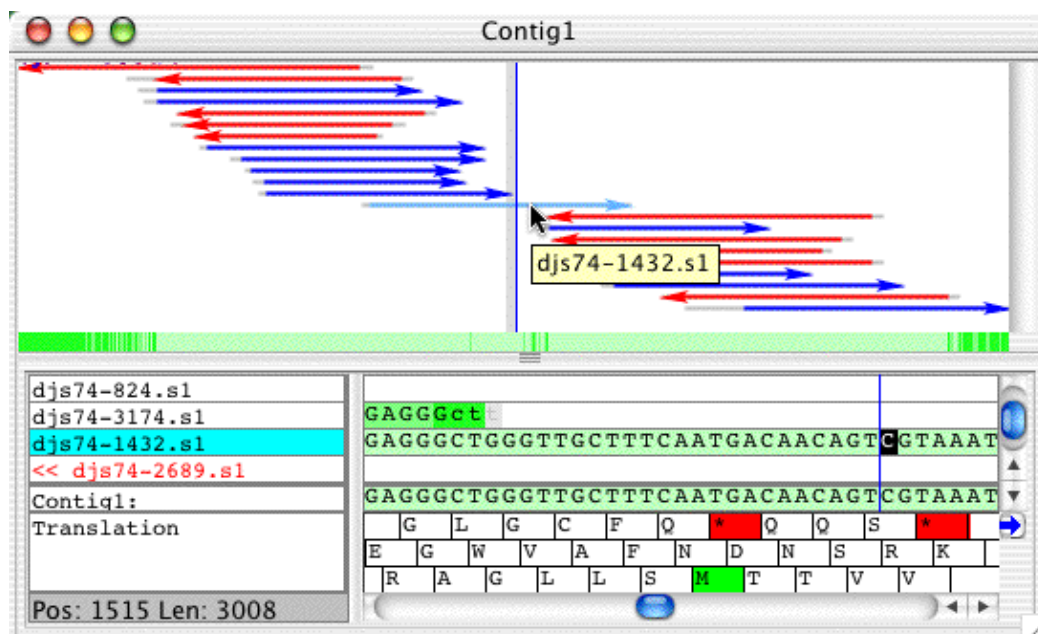 Contig1
djs74-1432.s1
djs74-824.s1
djs74-3174.s1
GAGGGctt
djs74-1432.s1
GAGGGCTGGGTTGCTTTCAATGACAACAGTCGTAAAT
<< djs74-2689.s1
Contig1:
GAGGGCTGGGTTGCTTTCAATGACAACAGTCGTAAAT
Translation
G L G C F Q * Q Q S *
E G W V A F N D N S R K
R A G L L S M T T V V
Pos: 1515 Len: 3008